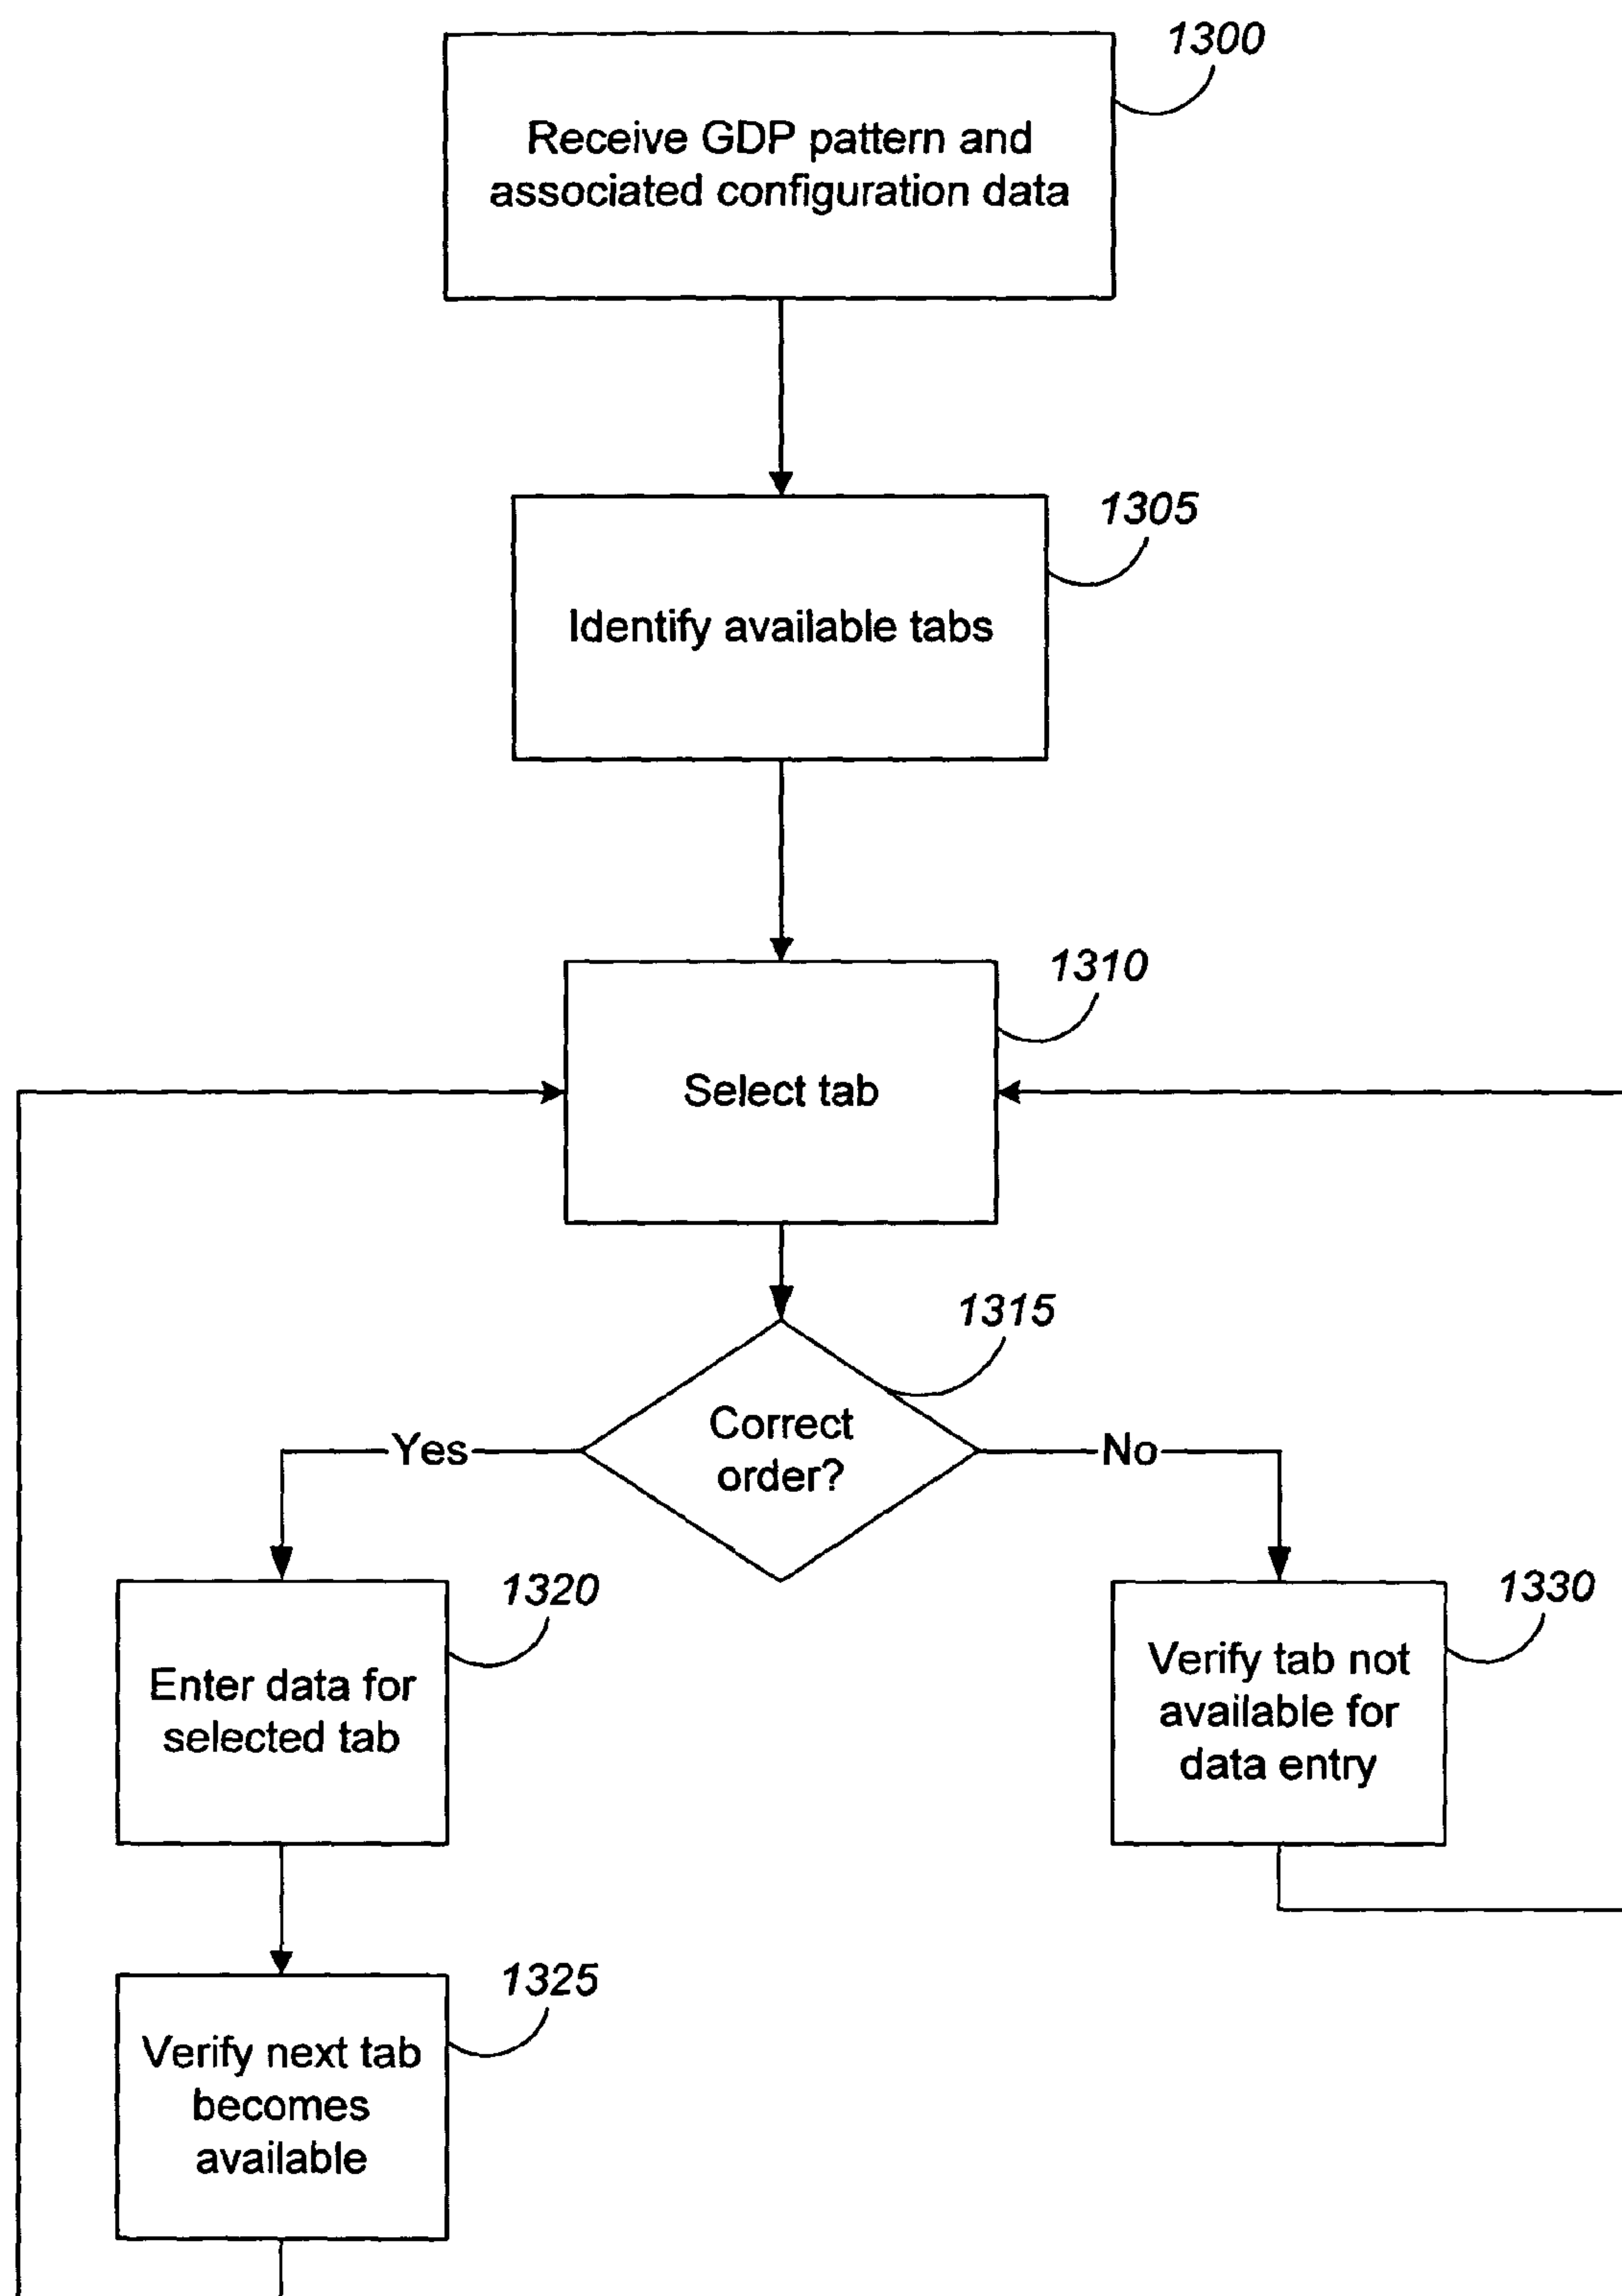 1300
Receive GDP pattern and
associated configuration data
1305
Identify available tabs
1310
Select tab
1315
Correct
order?
Yes
No
1320
Enter data for
selected tab
1330
Verify tab not
available for
data entry
1325
Verify next tab
becomes
available